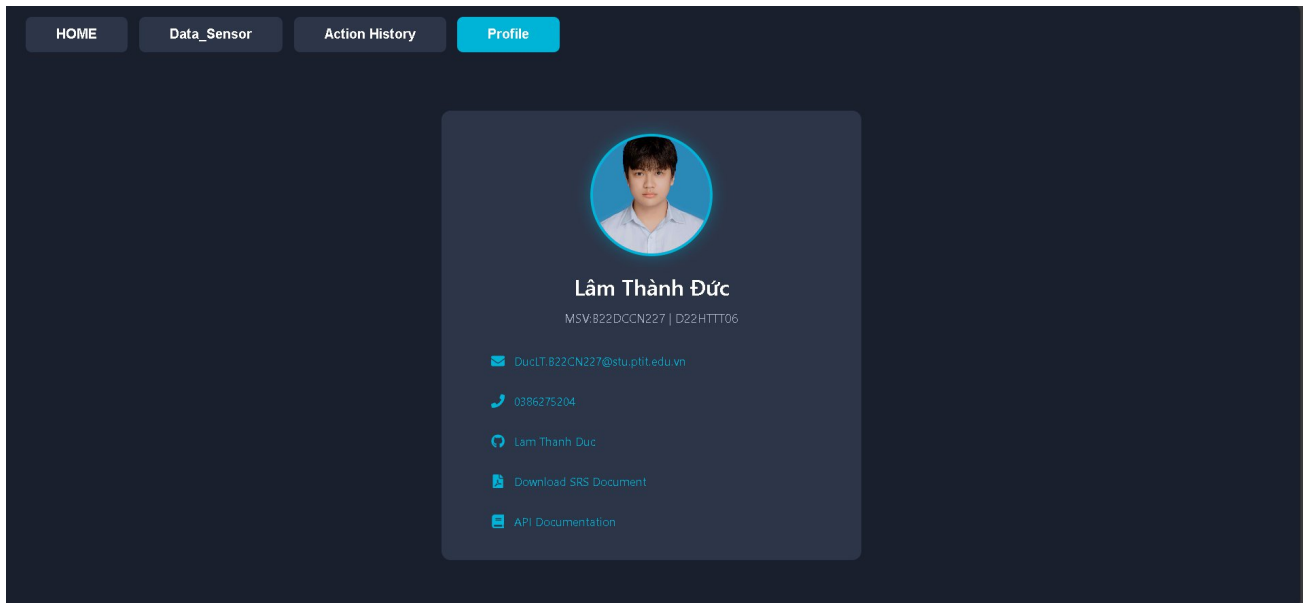 HOME
Data_Sensor
Action History
Profile
Lâm Thành Đức
MSV:B22DCCN227 | D22HTTT06
DucLT.B22CN227@stu.ptit.edu.vn
0386275204
Lam Thanh Duc
Download SRS Document
API Documentation